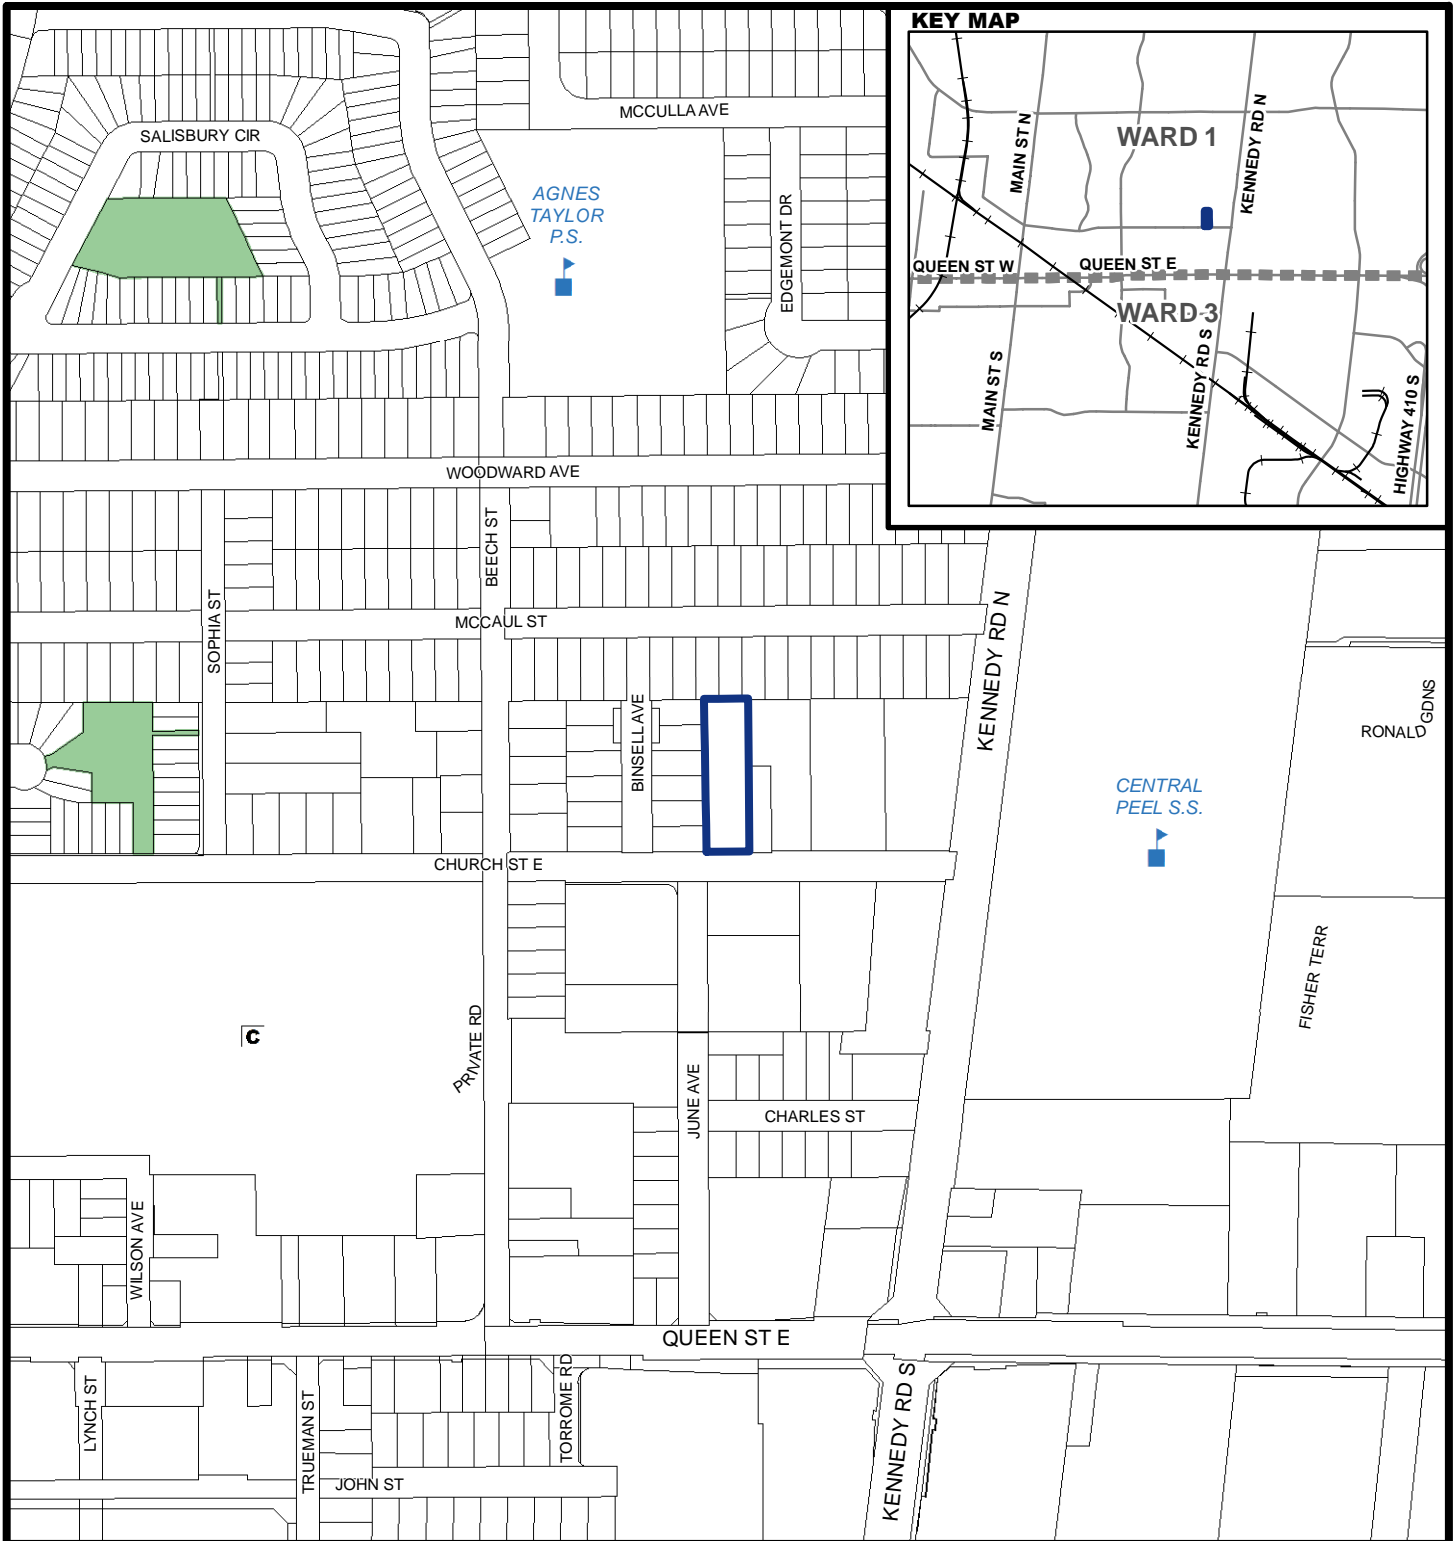 KEY MAP
MAIN ST N
WARD 1
KENNEDY RD N
QUEEN ST W
QUEEN ST E
WARD 3
MAIN ST S
KENNEDY RD S
HIGHWAY 410 S
MCCULLA AVE
SALISBURY CIR
AGNES
TAYLOR
P.S.
EDGEMONT DR
WOODWARD AVE
BEECH ST
SOPHIA ST
MCCAUL ST
KENNEDY RD N
BINSELL AVE
RONALD GDNS
CENTRAL
PEEL S.S.
CHURCH ST E
FISHER TERR
C
PRIVATE RD
JUNE AVE
CHARLES ST
WILSON AVE
QUEEN ST E
LYNCH ST
TRUEMAN ST
TORROME RD
KENNEDY RD S
JOHN ST